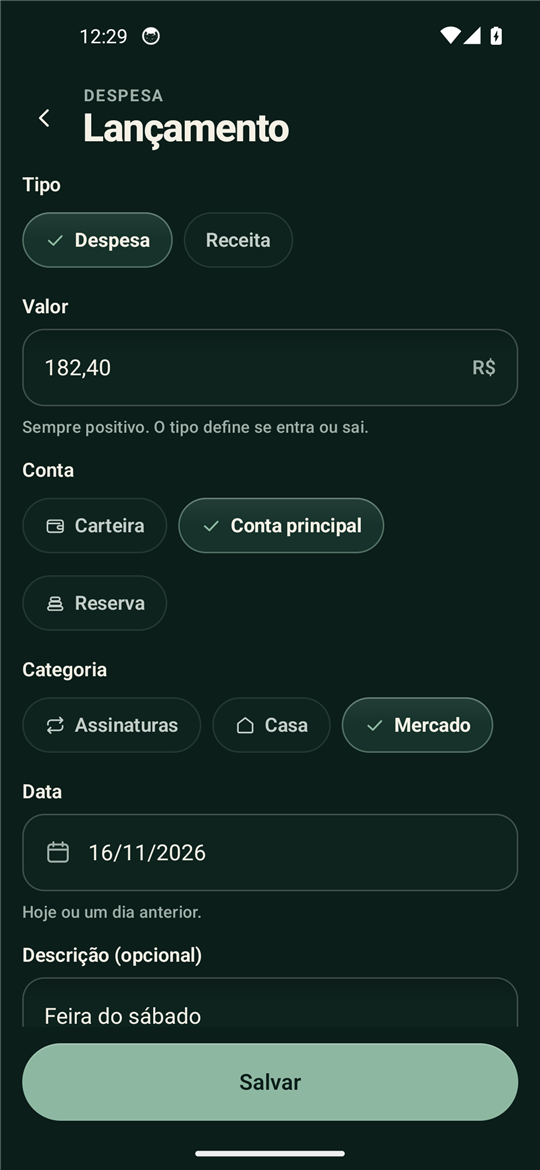 12:29
DESPESA
Lançamento
Tipo
Despesa
Receita
Valor
182,40
R$
Sempre positivo. O tipo define se entra ou sai.
Conta
Carteira
Conta principal
Reserva
Categoria
Assinaturas
Casa
Mercado
Data
16/11/2026
Hoje ou um dia anterior.
Descrição (opcional)
Feira do sábado
Salvar